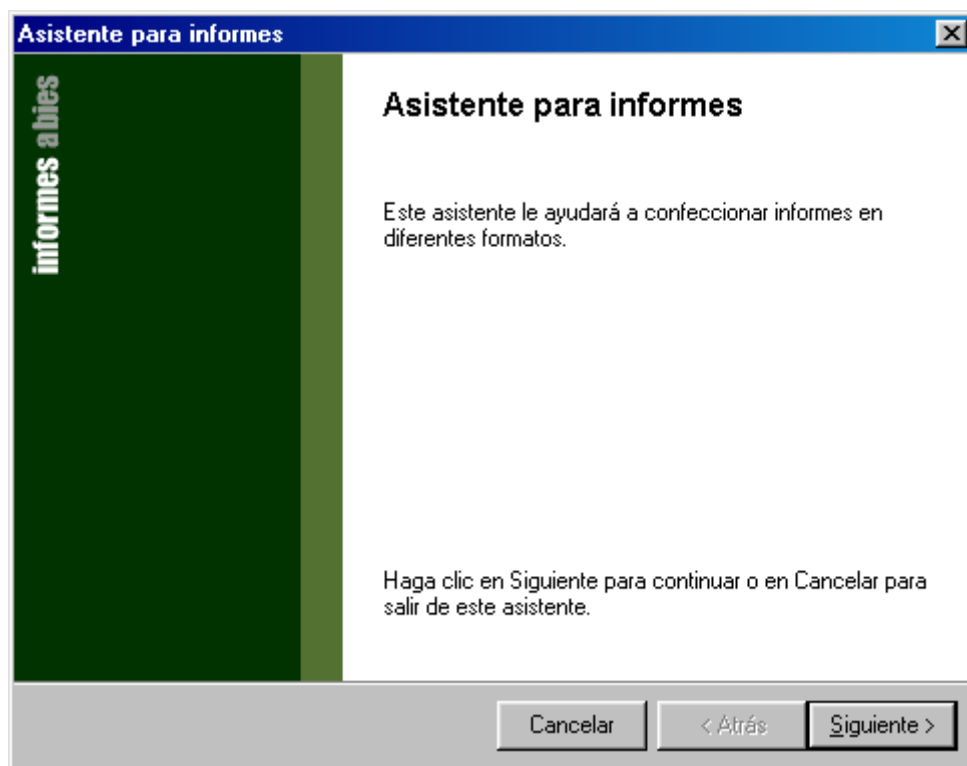 Asistente para informes
informes abies
Asistente para informes
Este asistente le ayudará a confeccionar informes en
diferentes formatos.
Haga clic en Siguiente para continuar o en Cancelar para
salir de este asistente.
Cancelar
< Atrás
Siguiente >